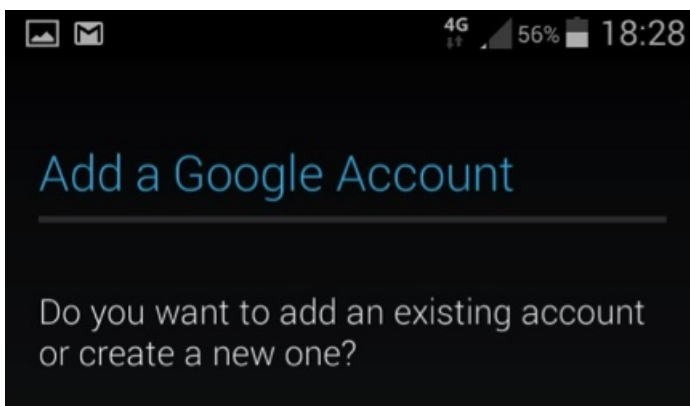 4G 56% 18:28
Add a Google Account
Do you want to add an existing account
or create a new one?